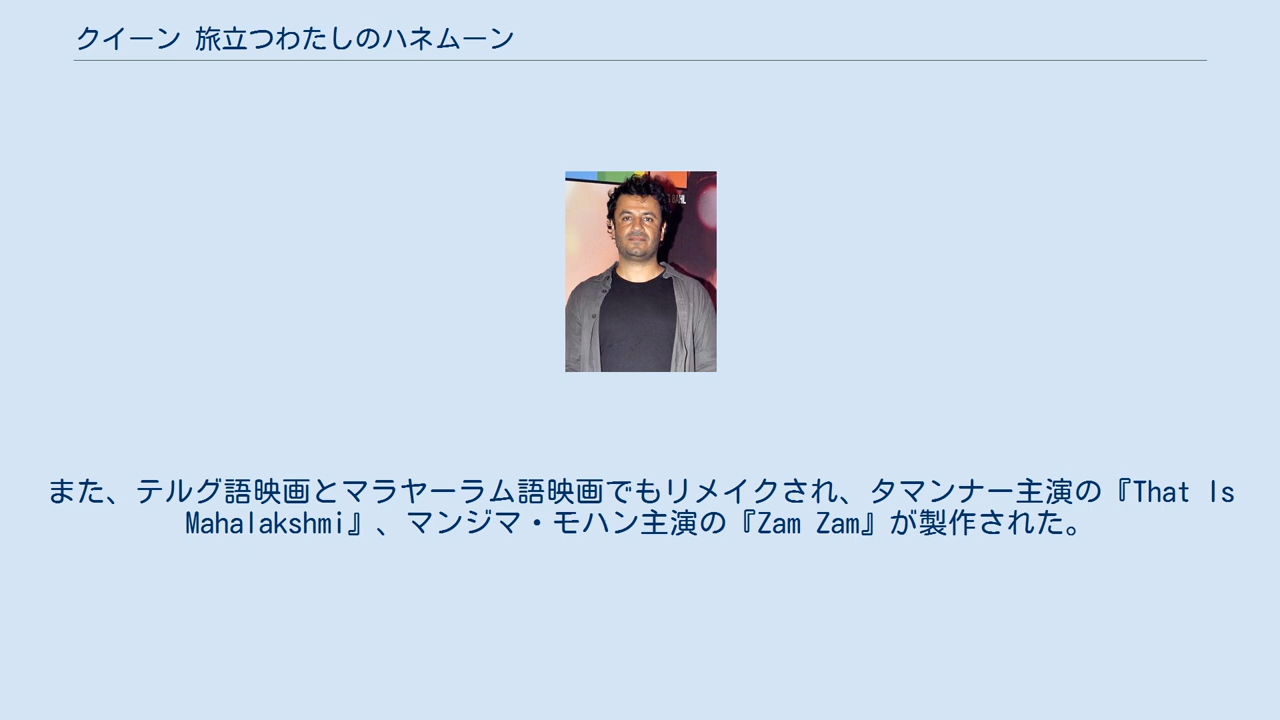 クイーン 旅立つわたしのハネムーン
BAHL
また、テルグ語映画とマラヤーラム語映画でもリメイクされ、タマンナー主演の『That Is
Mahalakshmi』、マンジマ・モハン主演の『Zam Zam』が製作された。